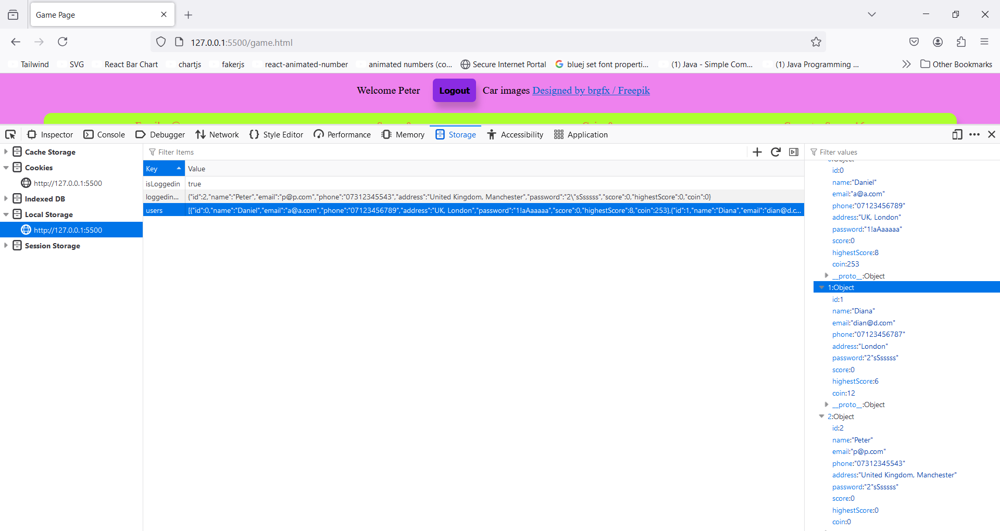 Game Page
127.0.0.1:5500/game.html
Tailwind SVG React Bar Chart chartjs fakerjs react-animated-number animated numbers (co... Secure Internet Portal bluej set font properti... (1) Java - Simple Com... (1) Java Programming ... Other Bookmarks
Welcome Peter Logout Car images Designed by brgfx / Freepik
Inspector Console Debugger Network Style Editor Performance Memory Storage Accessibility Application
Cache Storage
Cookies
http://127.0.0.1:5500
Indexed DB
Local Storage
http://127.0.0.1:5500
Session Storage
Filter Items
Key Value
isLoggedin true
loggedin... {"id":2,"name":"Peter","email":"p@p.com","phone":"07312345543","address":"United Kingdom, Manchester","password":"2\"sSsssss","score":0,"highestScore":0,"coin":0}
users [{"id":0,"name":"Daniel","email":"a@a.com","phone":"07123456789","address":"UK, London","password":"1!aAaaaaa","score":0,"highestScore":8,"coin":253},{"id":1,"name":"Diana","email":"dian@d.c...
Filter values
id:0
name:"Daniel"
email:"a@a.com"
phone:"07123456789"
address:"UK, London"
password:"1!aAaaaaa"
score:0
highestScore:8
coin:253
__proto__:Object
1:Object
id:1
name:"Diana"
email:"dian@d.com"
phone:"07123456787"
address:"London"
password:"2"sSsssss"
score:0
highestScore:6
coin:12
__proto__:Object
2:Object
id:2
name:"Peter"
email:"p@p.com"
phone:"07312345543"
address:"United Kingdom, Manchester"
password:"2"sSsssss"
score:0
highestScore:0
coin:0